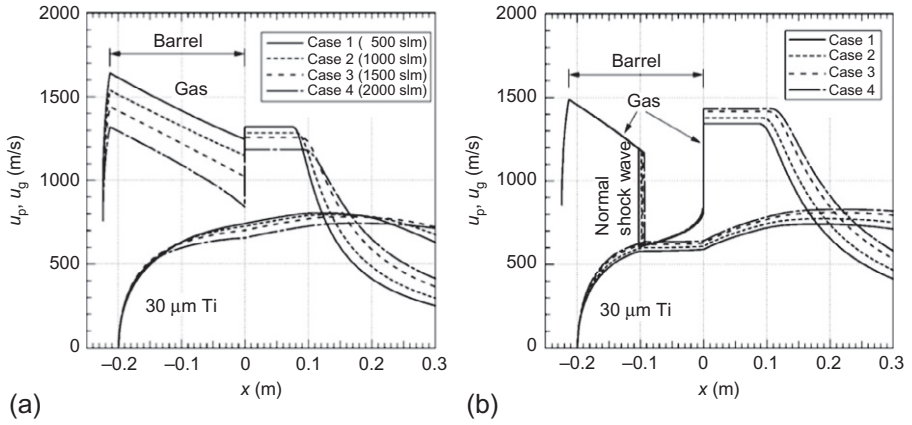 2000
1500
1000
500
0
u_p, u_g (m/s)
Barrel
Gas
Case 1 ( 500 slm)
Case 2 (1000 slm)
Case 3 (1500 slm)
Case 4 (2000 slm)
30 μm Ti
–0.2 –0.1 0 0.1 0.2 0.3
x (m)
(a)
2000
1500
1000
500
0
u_p, u_g (m/s)
Barrel
Gas
Normal
shock wave
Case 1
Case 2
Case 3
Case 4
30 μm Ti
–0.2 –0.1 0 0.1 0.2 0.3
x (m)
(b)